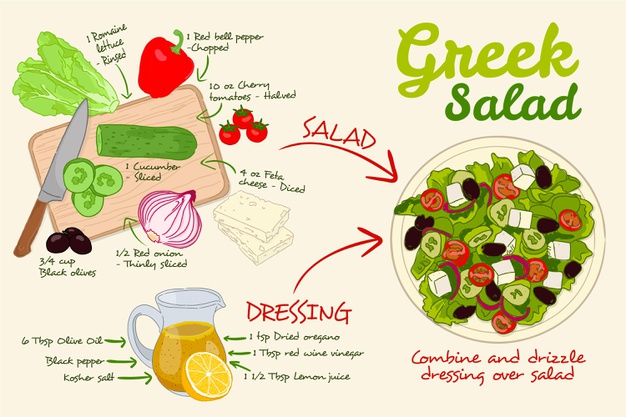 Greek
Salad
1 Romaine
lettuce
- Rinsed
1 Red bell pepper
-Chopped
10 oz Cherry
tomatoes - Halved
1 Cucumber
- Sliced
4 oz Feta
cheese - Diced
1/2 Red onion
- Thinly sliced
3/4 cup
Black olives
SALAD
DRESSING
6 Tbsp Olive Oil
Black pepper
Kosher salt
1 tsp Dried oregano
1 Tbsp red wine vinegar
1 1/2 Tbsp Lemon juice
Combine and drizzle
dressing over salad